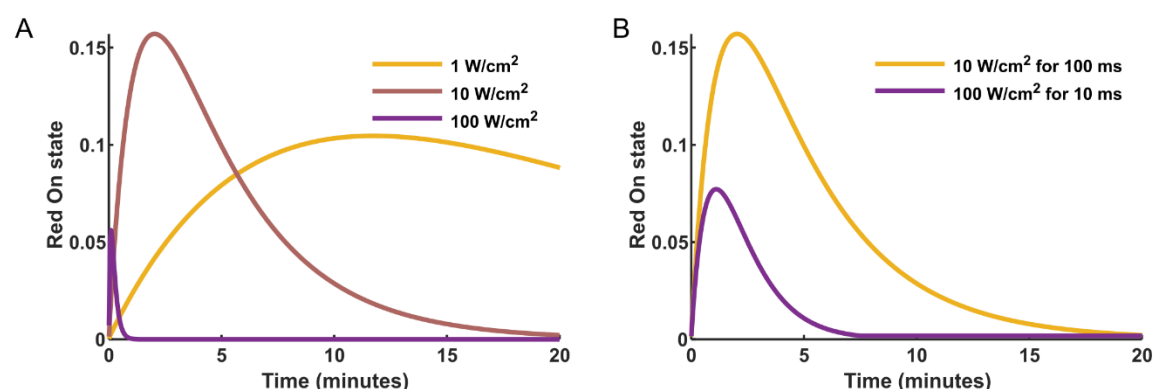 A
Red On state
0.15
0.1
0.05
0
0
5
10
15
20
Time (minutes)
1 W/cm²
10 W/cm²
100 W/cm²
B
Red On state
0.15
0.1
0.05
0
0
5
10
15
20
Time (minutes)
10 W/cm² for 100 ms
100 W/cm² for 10 ms